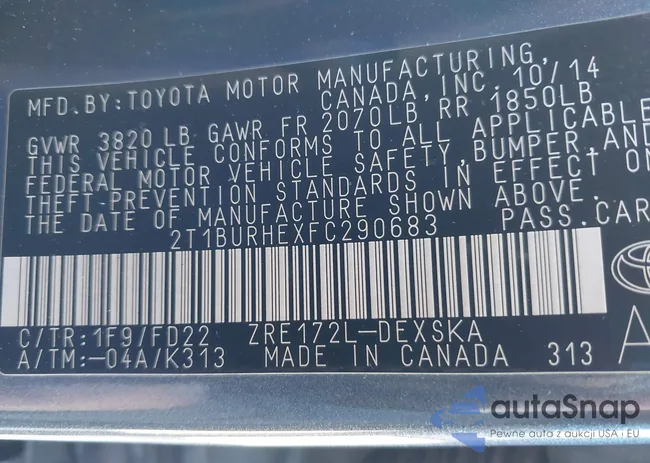 MFD. BY: TOYOTA MOTOR MANUFACTURING,
CANADA, INC. 10/14
GVWR 3820 LB GAWR FR 2070LB, RR 1850LB
THIS VEHICLE CONFORMS TO ALL APPLICABLE
FEDERAL MOTOR VEHICLE SAFETY, BUMPER, AND
THEFT PREVENTION STANDARDS IN EFFECT ON
THE DATE OF MANUFACTURE SHOWN ABOVE.
2T1BURHEXFC290683 PASS. CAR
C/TR: 1F9/FD22 ZRE172L-DEXSKA
A/TM: -04A/K313 MADE IN CANADA 313 A
autaSnap
Pewne auta z aukcji USA i EU